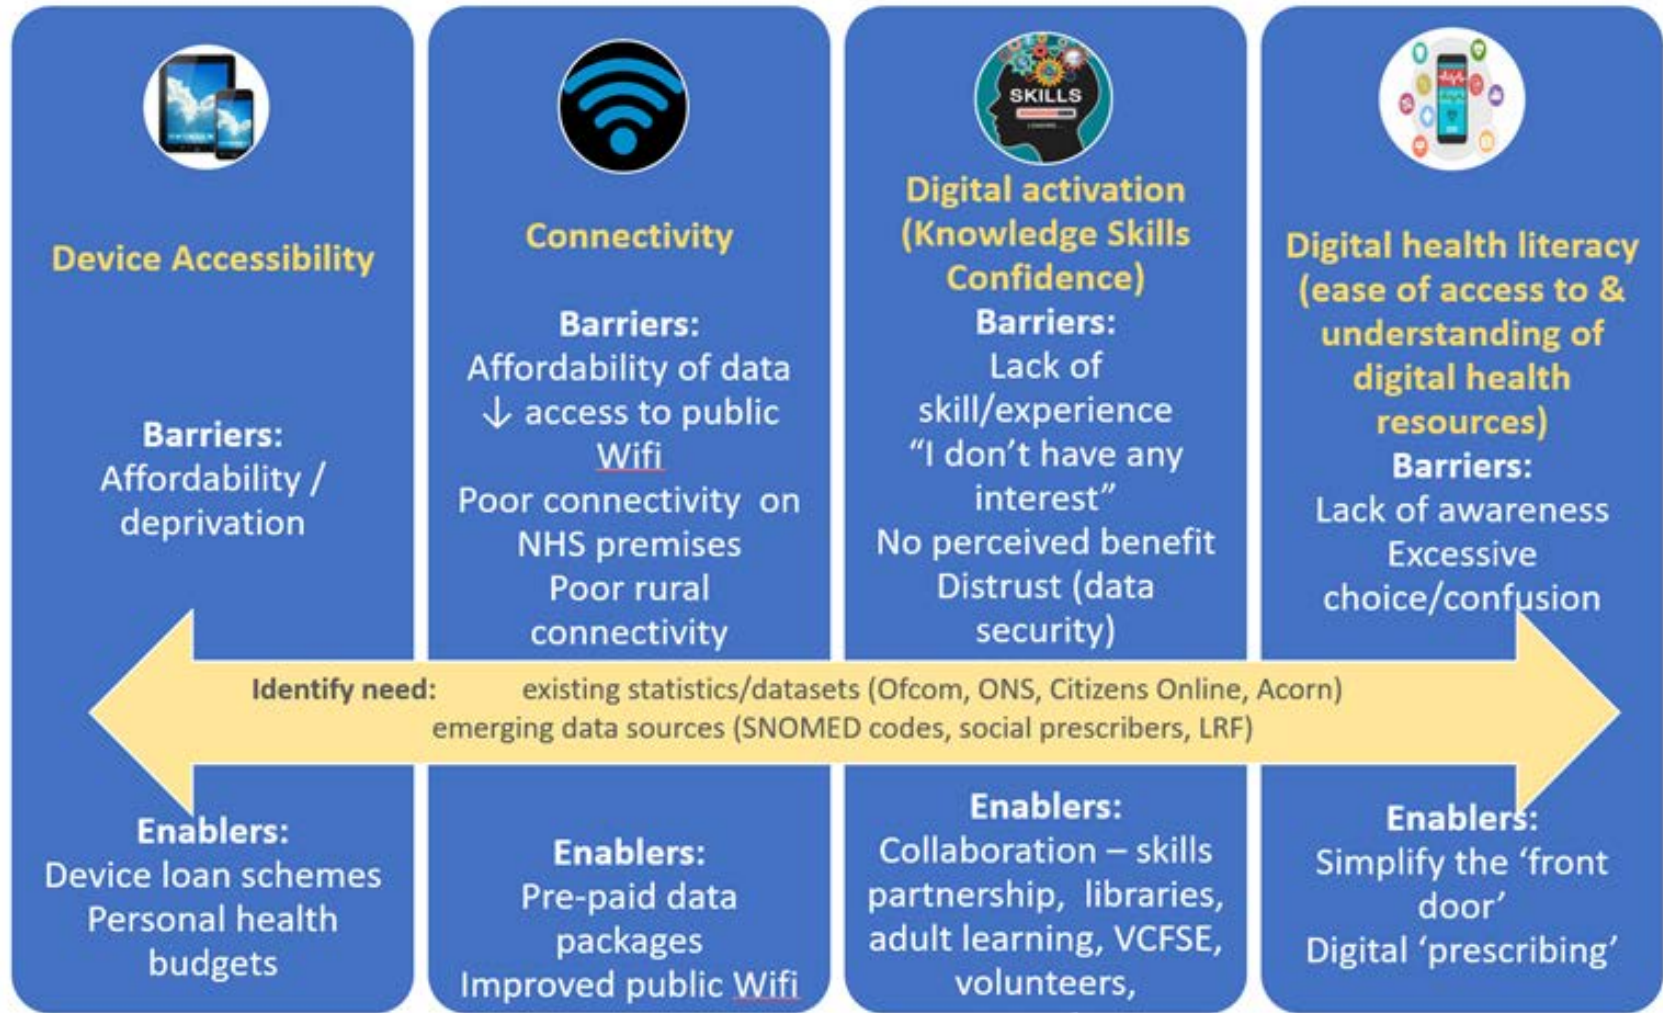 Device Accessibility
Barriers:
Affordability /
deprivation
Connectivity
Barriers:
Affordability of data
↓ access to public
Wifi
Poor connectivity on
NHS premises
Poor rural
connectivity
SKILLS
Digital activation
(Knowledge Skills
Confidence)
Barriers:
Lack of
skill/experience
“I don’t have any
interest”
No perceived benefit
Distrust (data
security)
Digital health literacy
(ease of access to &
understanding of
digital health
resources)
Barriers:
Lack of awareness
Excessive
choice/confusion
Identify need: existing statistics/datasets (Ofcom, ONS, Citizens Online, Acorn)
emerging data sources (SNOMED codes, social prescribers, LRF)
Enablers:
Device loan schemes
Personal health
budgets
Enablers:
Pre-paid data
packages
Improved public Wifi
Enablers:
Collaboration – skills
partnership, libraries,
adult learning, VCFSE,
volunteers,
Enablers:
Simplify the ‘front
door’
Digital ‘prescribing’